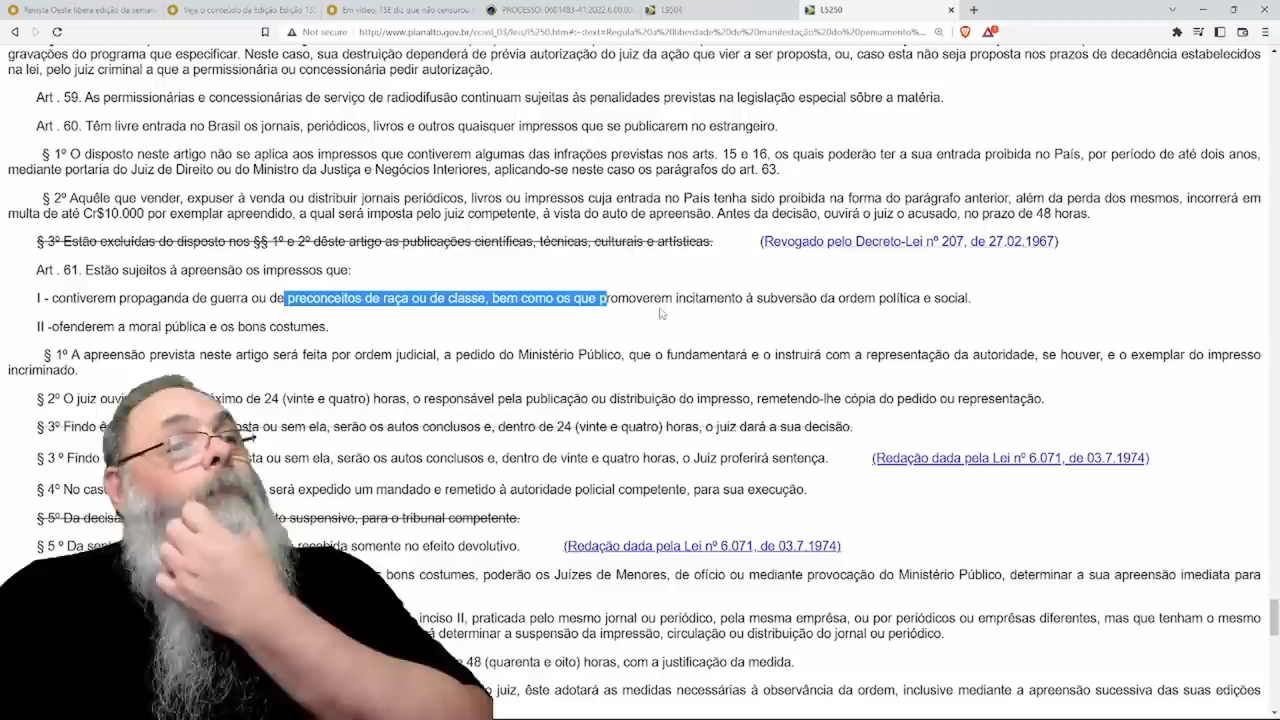 Revista Oeste libera edição da semana
Veja o conteúdo da Edição Edição 13
Em vídeo, TSE diz que não censurou
PROCESSO: 0601483-41.2022.6.00.00
L9504
L5250
Not secure | http://www.planalto.gov.br/ccivil_03/leis/l5250.htm#:~:text=Regula%20a%20liberdade%20de%20manifestação%20do%20pensamento%...
gravações do programa que especificar. Neste caso, sua destruição dependerá de prévia autorização do juiz da ação que vier a ser proposta, ou, caso esta não seja proposta nos prazos de decadência estabelecidos
na lei, pelo juiz criminal a que a permissionária ou concessionária pedir autorização.
Art . 59. As permissionárias e concessionárias de serviço de radiodifusão continuam sujeitas às penalidades previstas na legislação especial sôbre a matéria.
Art . 60. Têm livre entrada no Brasil os jornais, periódicos, livros e outros quaisquer impressos que se publicarem no estrangeiro.
§ 1º O disposto neste artigo não se aplica aos impressos que contiverem algumas das infrações previstas nos arts. 15 e 16, os quais poderão ter a sua entrada proibida no País, por período de até dois anos,
mediante portaria do Juiz de Direito ou do Ministro da Justiça e Negócios Interiores, aplicando-se neste caso os parágrafos do art. 63.
§ 2º Aquêle que vender, expuser à venda ou distribuir jornais periódicos, livros ou impressos cuja entrada no País tenha sido proibida na forma do parágrafo anterior, além da perda dos mesmos, incorrerá em
multa de até Cr$10.000 por exemplar apreendido, a qual será imposta pelo juiz competente, à vista do auto de apreensão. Antes da decisão, ouvirá o juiz o acusado, no prazo de 48 horas.
§ 3º Estão excluídas do disposto nos §§ 1º e 2º dêste artigo as publicações científicas, técnicas, culturais e artísticas. (Revogado pelo Decreto-Lei nº 207, de 27.02.1967)
Art . 61. Estão sujeitos à apreensão os impressos que:
I - contiverem propaganda de guerra ou de preconceitos de raça ou de classe, bem como os que promoverem incitamento à subversão da ordem política e social.
II -ofenderem a moral pública e os bons costumes.
§ 1º A apreensão prevista neste artigo será feita por ordem judicial, a pedido do Ministério Público, que o fundamentará e o instruirá com a representação da autoridade, se houver, e o exemplar do impresso
incriminado.
§ 2º O juiz ouvi áximo de 24 (vinte e quatro) horas, o responsável pela publicação ou distribuição do impresso, remetendo-lhe cópia do pedido ou representação.
§ 3º Findo ê sta ou sem ela, serão os autos conclusos e, dentro de 24 (vinte e quatro) horas, o juiz dará a sua decisão.
§ 3 º Findo sta ou sem ela, serão os autos conclusos e, dentro de vinte e quatro horas, o Juiz proferirá sentença. (Redação dada pela Lei nº 6.071, de 03.7.1974)
§ 4º No cas será expedido um mandado e remetido à autoridade policial competente, para sua execução.
§ 5º Da decis ito suspensivo, para o tribunal competente.
§ 5 º Da sent ebida somente no efeito devolutivo. (Redação dada pela Lei nº 6.071, de 03.7.1974)
bons costumes, poderão os Juízes de Menores, de ofício ou mediante provocação do Ministério Público, determinar a sua apreensão imediata para
inciso II, praticada pelo mesmo jornal ou periódico, pela mesma emprêsa, ou por periódicos ou emprêsas diferentes, mas que tenham o mesmo
rá determinar a suspensão da impressão, circulação ou distribuição do jornal ou periódico.
48 (quarenta e oito) horas, com a justificação da medida.
juiz, êste adotará as medidas necessárias à observância da ordem, inclusive mediante a apreensão sucessiva das suas edições